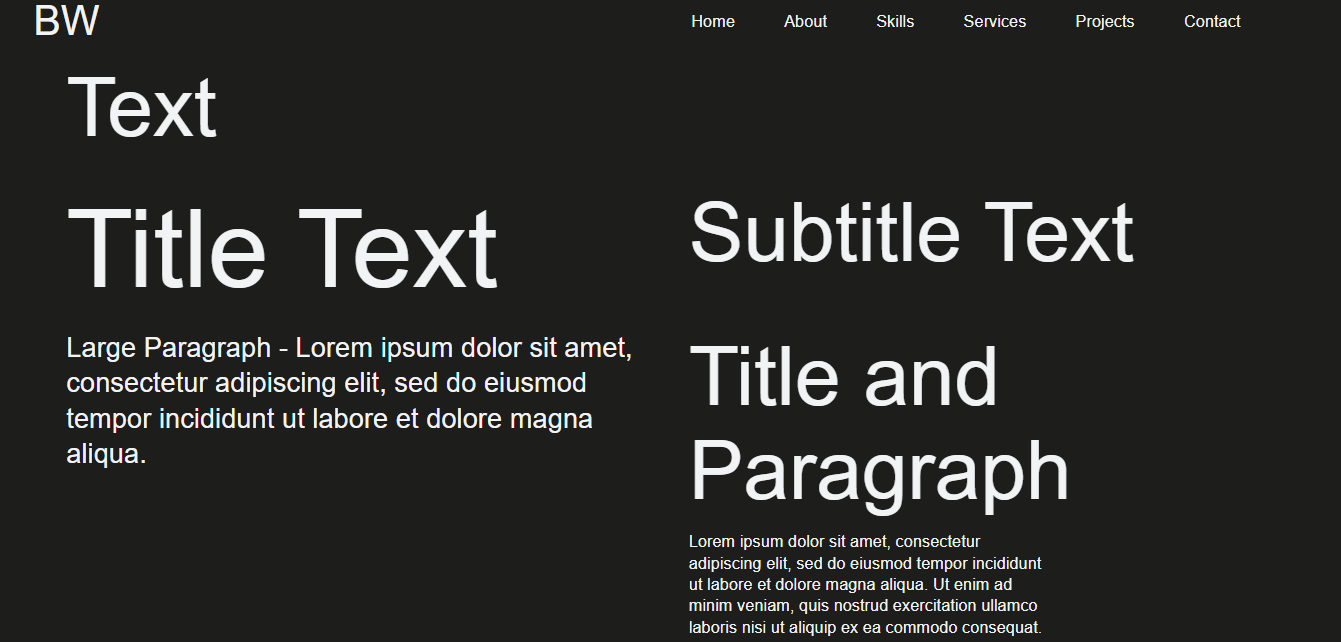 BW
Home About Skills Services Projects Contact
Text
Title Text
Large Paragraph - Lorem ipsum dolor sit amet,
consectetur adipiscing elit, sed do eiusmod
tempor incididunt ut labore et dolore magna
aliqua.
Subtitle Text
Title and
Paragraph
Lorem ipsum dolor sit amet, consectetur
adipiscing elit, sed do eiusmod tempor incididunt
ut labore et dolore magna aliqua. Ut enim ad
minim veniam, quis nostrud exercitation ullamco
laboris nisi ut aliquip ex ea commodo consequat.